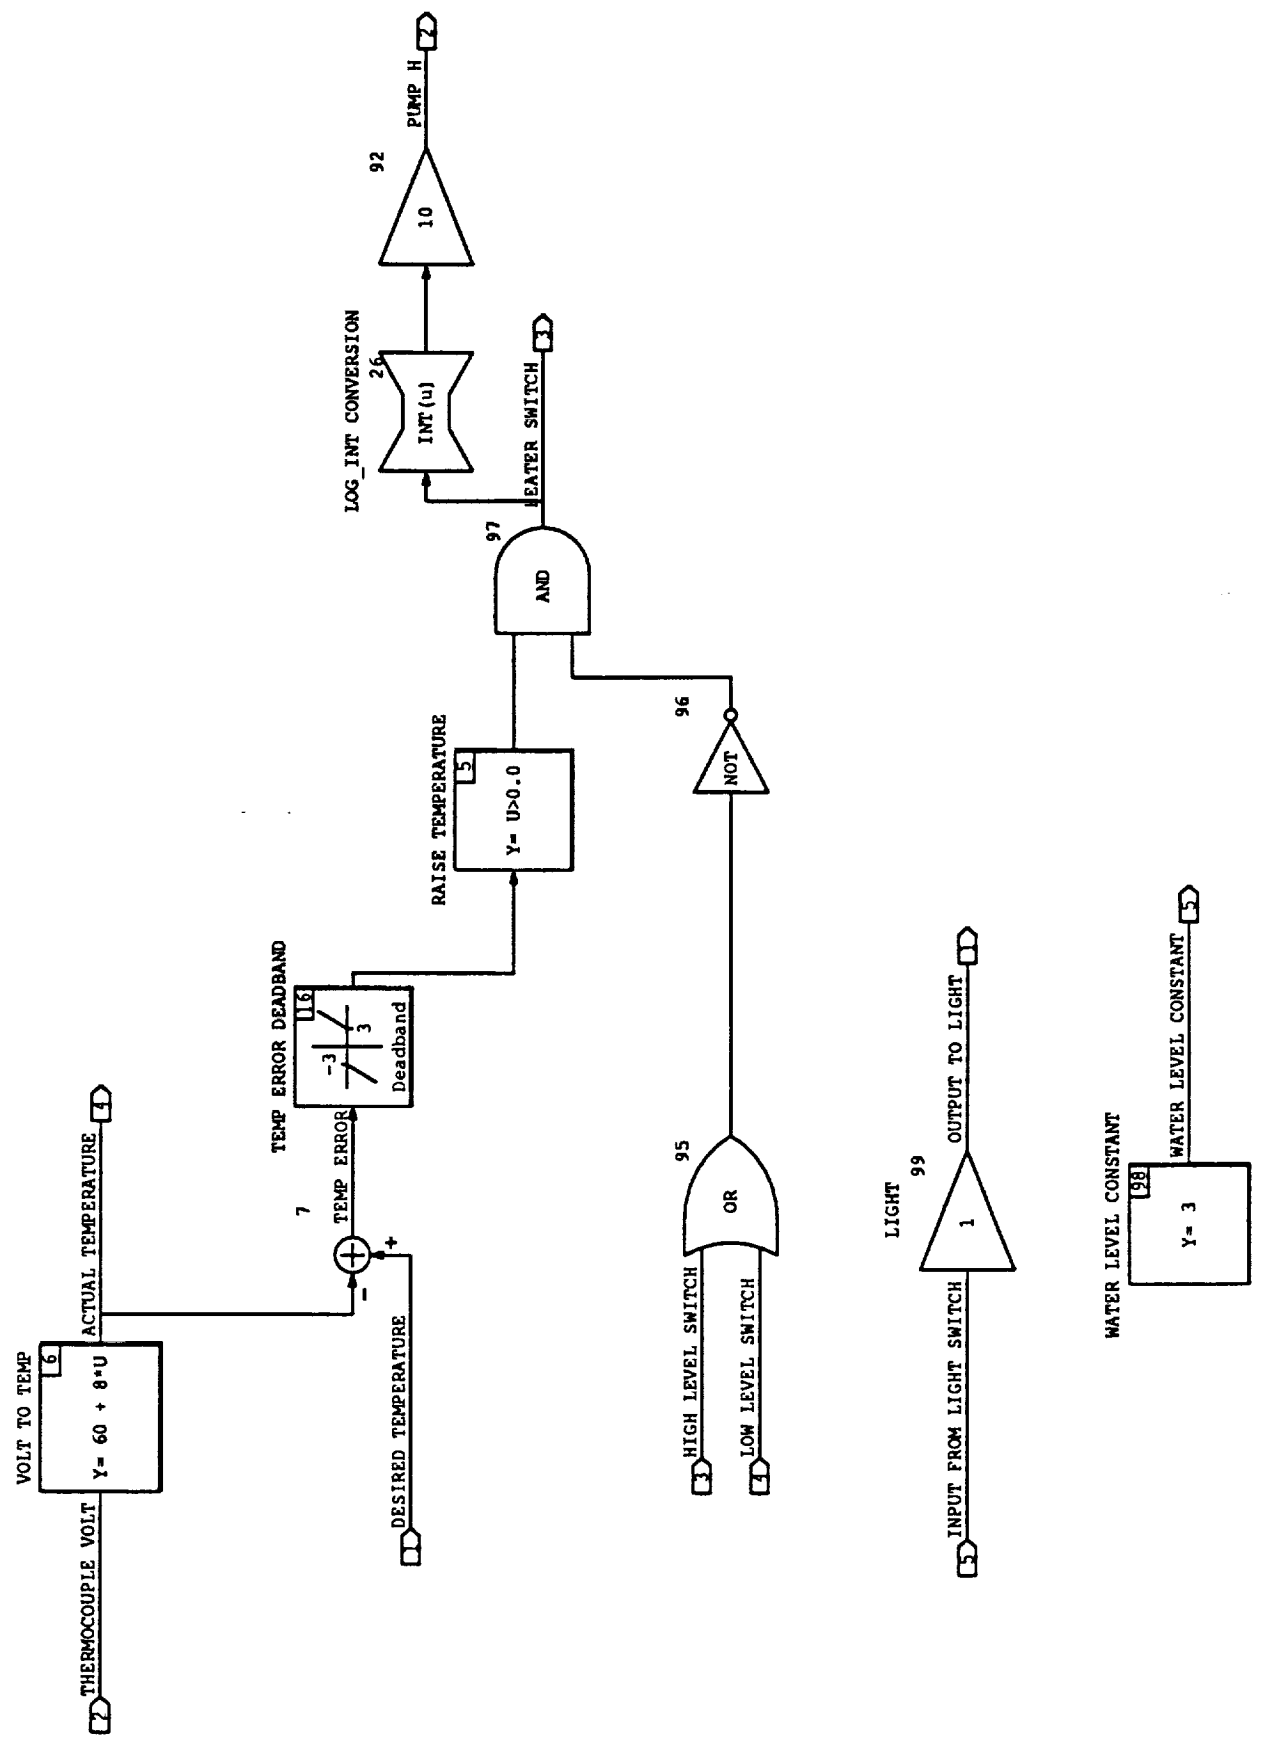 VOLT TO TEMP
6
2
THERMOCOUPLE VOLT
Y= 60 + 8*U
ACTUAL TEMPERATURE
4
7
TEMP ERROR DEADBAND
16
-3
3
Deadband
TEMP ERROR
-
+
1
DESIRED TEMPERATURE
RAISE TEMPERATURE
5
Y= U>0.0
LOG_INT CONVERSION
26
INT(u)
92
10
PUMP H
2
97
AND
HEATER SWITCH
3
95
3
HIGH LEVEL SWITCH
OR
4
LOW LEVEL SWITCH
96
NOT
LIGHT
99
5
INPUT FROM LIGHT SWITCH
1
OUTPUT TO LIGHT
1
WATER LEVEL CONSTANT
98
Y= 3
WATER LEVEL CONSTANT
5